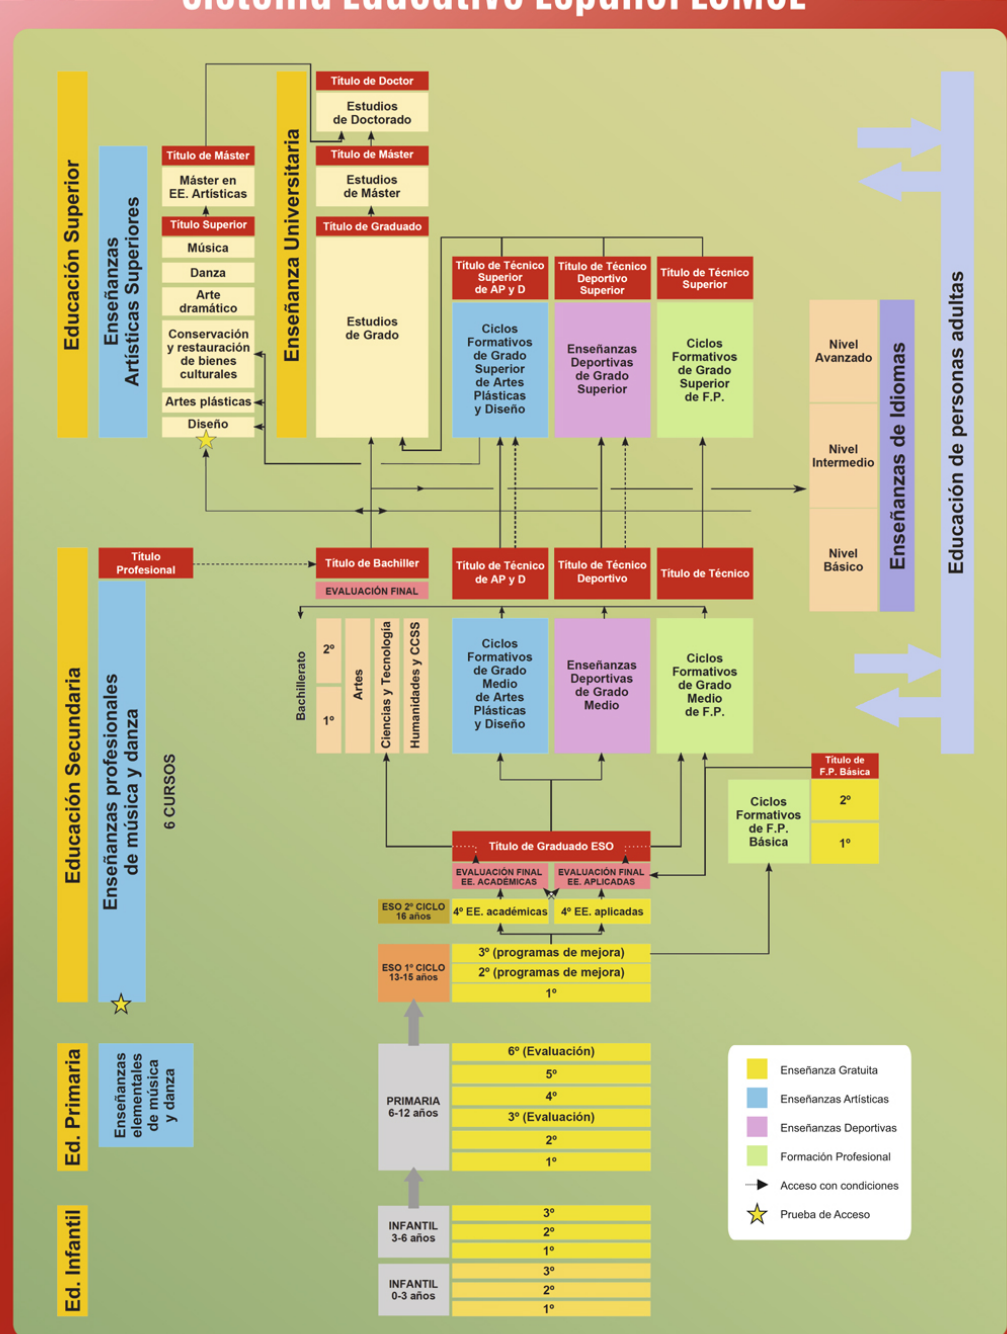 Sistema Educativo Español LOMCE
Educación Superior
Enseñanzas
Artísticas Superiores
Título de Máster
Máster en
EE. Artísticas
Título Superior
Música
Danza
Arte
dramático
Conservación
y restauración
de bienes
culturales
Artes plásticas
Diseño
Enseñanza Universitaria
Título de Doctor
Estudios
de Doctorado
Título de Máster
Estudios
de Máster
Título de Graduado
Estudios
de Grado
Título de Técnico
Superior
de AP y D
Ciclos
Formativos
de Grado
Superior
de Artes
Plásticas
y Diseño
Título de Técnico
Deportivo
Superior
Enseñanzas
Deportivas
de Grado
Superior
Título de Técnico
Superior
Ciclos
Formativos
de Grado
Superior
de F.P.
Nivel
Avanzado
Nivel
Intermedio
Nivel
Básico
Enseñanzas de Idiomas
Educación de personas adultas
Educación Secundaria
Título
Profesional
Enseñanzas profesionales
de música y danza
6 CURSOS
Título de Bachiller
EVALUACIÓN FINAL
Bachillerato
2º
1º
Artes
Ciencias y Tecnología
Humanidades y CCSS
Título de Técnico
de AP y D
Ciclos
Formativos
de Grado
Medio
de Artes
Plásticas
y Diseño
Título de Técnico
Deportivo
Enseñanzas
Deportivas
de Grado
Medio
Título de Técnico
Ciclos
Formativos
de Grado
Medio
de F.P.
Título de
F.P. Básica
Ciclos
Formativos
de F.P.
Básica
2º
1º
Título de Graduado ESO
EVALUACIÓN FINAL
EE. ACADÉMICAS
EVALUACIÓN FINAL
EE. APLICADAS
ESO 2º CICLO
16 años
4º EE. académicas
4º EE. aplicadas
ESO 1º CICLO
13-15 años
3º (programas de mejora)
2º (programas de mejora)
1º
Ed. Primaria
Enseñanzas
elementales
de música
y danza
PRIMARIA
6-12 años
6º (Evaluación)
5º
4º
3º (Evaluación)
2º
1º
Ed. Infantil
INFANTIL
3-6 años
3º
2º
1º
INFANTIL
0-3 años
3º
2º
1º
Enseñanza Gratuita
Enseñanzas Artísticas
Enseñanzas Deportivas
Formación Profesional
Acceso con condiciones
Prueba de Acceso